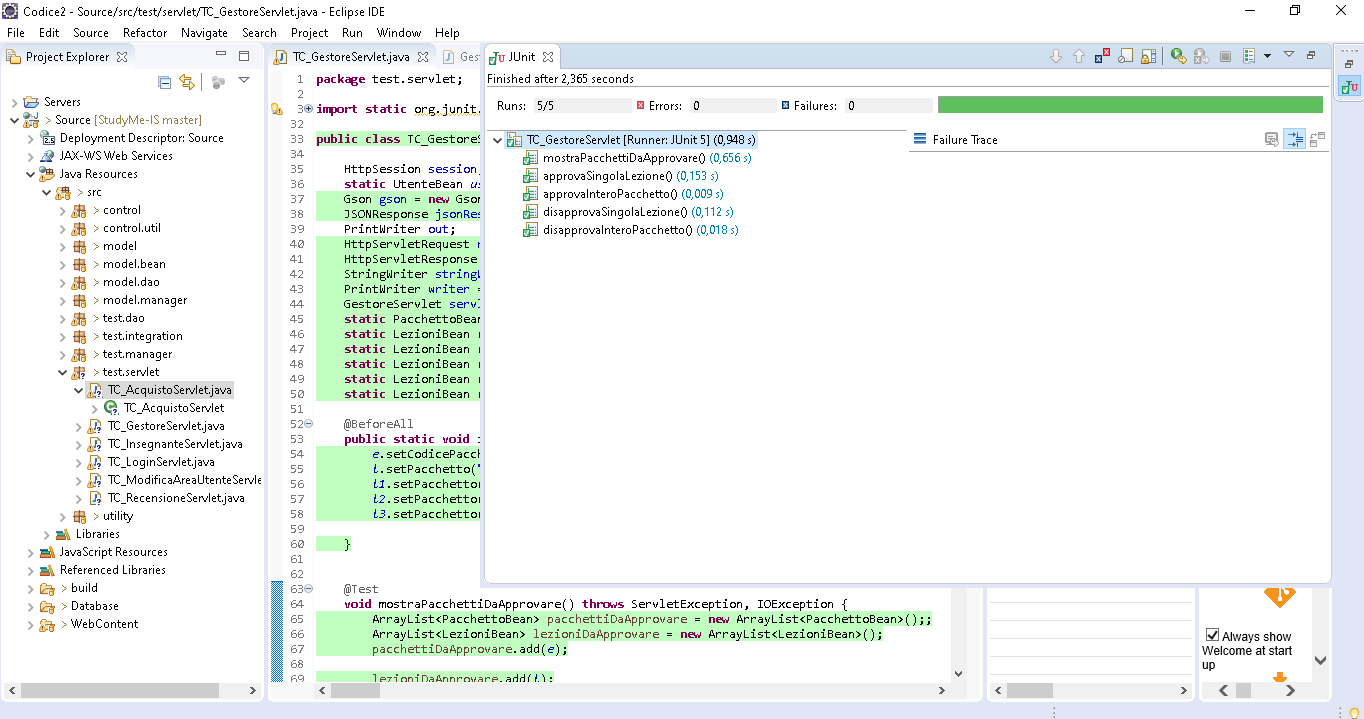 Codice2 - Source/src/test/servlet/TC_GestoreServlet.java - Eclipse IDE
File Edit Source Refactor Navigate Search Project Run Window Help
Project Explorer
Servers
> Source [StudyMe-IS master]
Deployment Descriptor: Source
JAX-WS Web Services
Java Resources
> src
> control
> control.util
> model
> model.bean
> model.dao
> model.manager
> test.dao
> test.integration
> test.manager
> test.servlet
TC_AcquistoServlet.java
TC_AcquistoServlet
TC_GestoreServlet.java
TC_InsegnanteServlet.java
TC_LoginServlet.java
TC_ModificaAreaUtenteServle
TC_RecensioneServlet.java
> utility
Libraries
JavaScript Resources
Referenced Libraries
> build
> Database
> WebContent
TC_GestoreServlet.java
Ges
1 package test.servlet;
2
3 import static org.junit.
32
33 public class TC_Gestore
34
35 HttpSession session
36 static UtenteBean us
37 Gson gson = new Gson
38 JSONResponse jsonRes
39 PrintWriter out;
40 HttpServletRequest
41 HttpServletResponse
42 StringWriter string
43 PrintWriter writer =
44 GestoreServlet serv
45 static PacchettoBean
46 static LezioniBean
47 static LezioniBean
48 static LezioniBean
49 static LezioniBean
50 static LezioniBean
51
52 @BeforeAll
53 public static void
54 e.setCodicePacch
55 l.setPacchetto("
56 l1.setPacchetto
57 l2.setPacchetto
58 l3.setPacchetto
59
60 }
61
62
63 @Test
64 void mostraPacchettiDaApprovare() throws ServletException, IOException {
65 ArrayList<PacchettoBean> pacchettiDaApprovare = new ArrayList<PacchettoBean>();;
66 ArrayList<LezioniBean> lezioniDaApprovare = new ArrayList<LezioniBean>();
67 pacchettiDaApprovare.add(e);
68
69 lezioniDaApprovare.add(l);
JUnit
Finished after 2,365 seconds
Runs: 5/5 Errors: 0 Failures: 0
TC_GestoreServlet [Runner: JUnit 5] (0,948 s)
mostraPacchettiDaApprovare() (0,656 s)
approvaSingolaLezione() (0,153 s)
approvaInteroPacchetto() (0,009 s)
disapprovaSingolaLezione() (0,112 s)
disapprovaInteroPacchetto() (0,018 s)
Failure Trace
Always show
Welcome at start
up